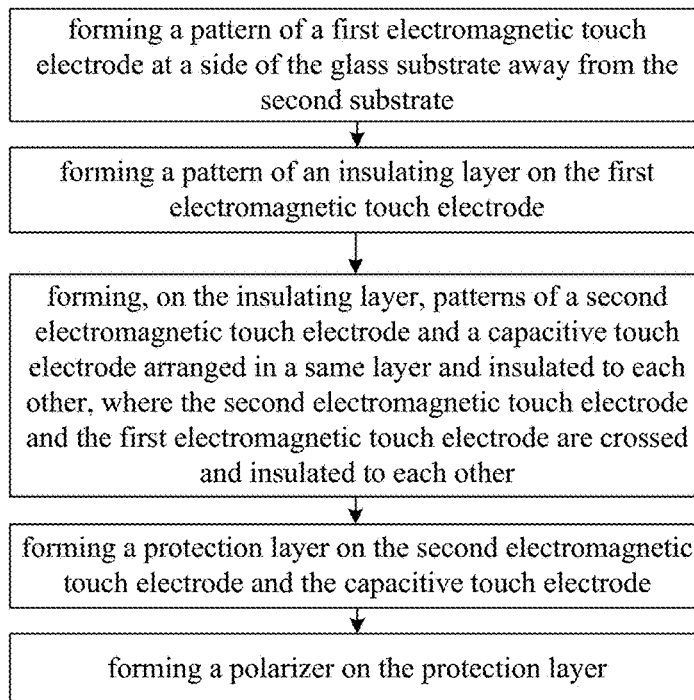 forming a pattern of a first electromagnetic touch
electrode at a side of the glass substrate away from the
second substrate
forming a pattern of an insulating layer on the first
electromagnetic touch electrode
forming, on the insulating layer, patterns of a second
electromagnetic touch electrode and a capacitive touch
electrode arranged in a same layer and insulated to each
other, where the second electromagnetic touch electrode
and the first electromagnetic touch electrode are crossed
and insulated to each other
forming a protection layer on the second electromagnetic
touch electrode and the capacitive touch electrode
forming a polarizer on the protection layer